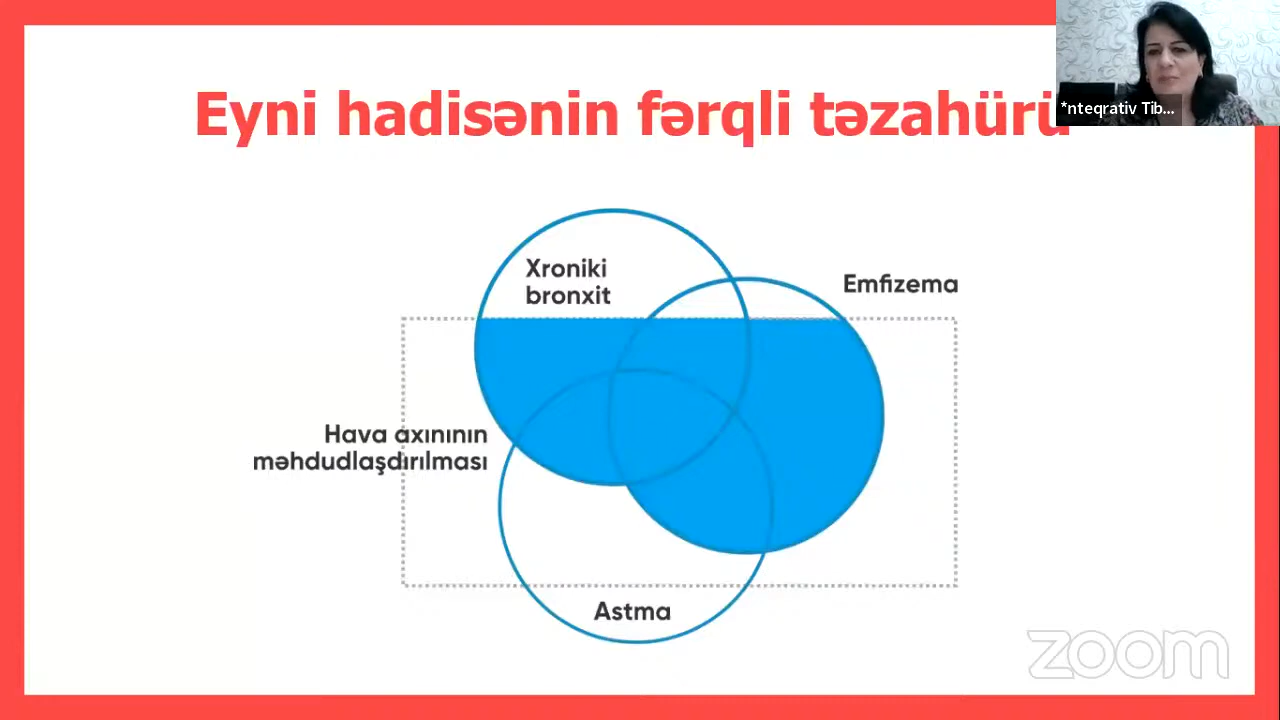 Eyni hadisənin fərqli təzahürü
*nteqrativ Tib...
Xroniki
bronxit
Emfizema
Hava axınının
məhdudlaşdırılması
Astma
zoom